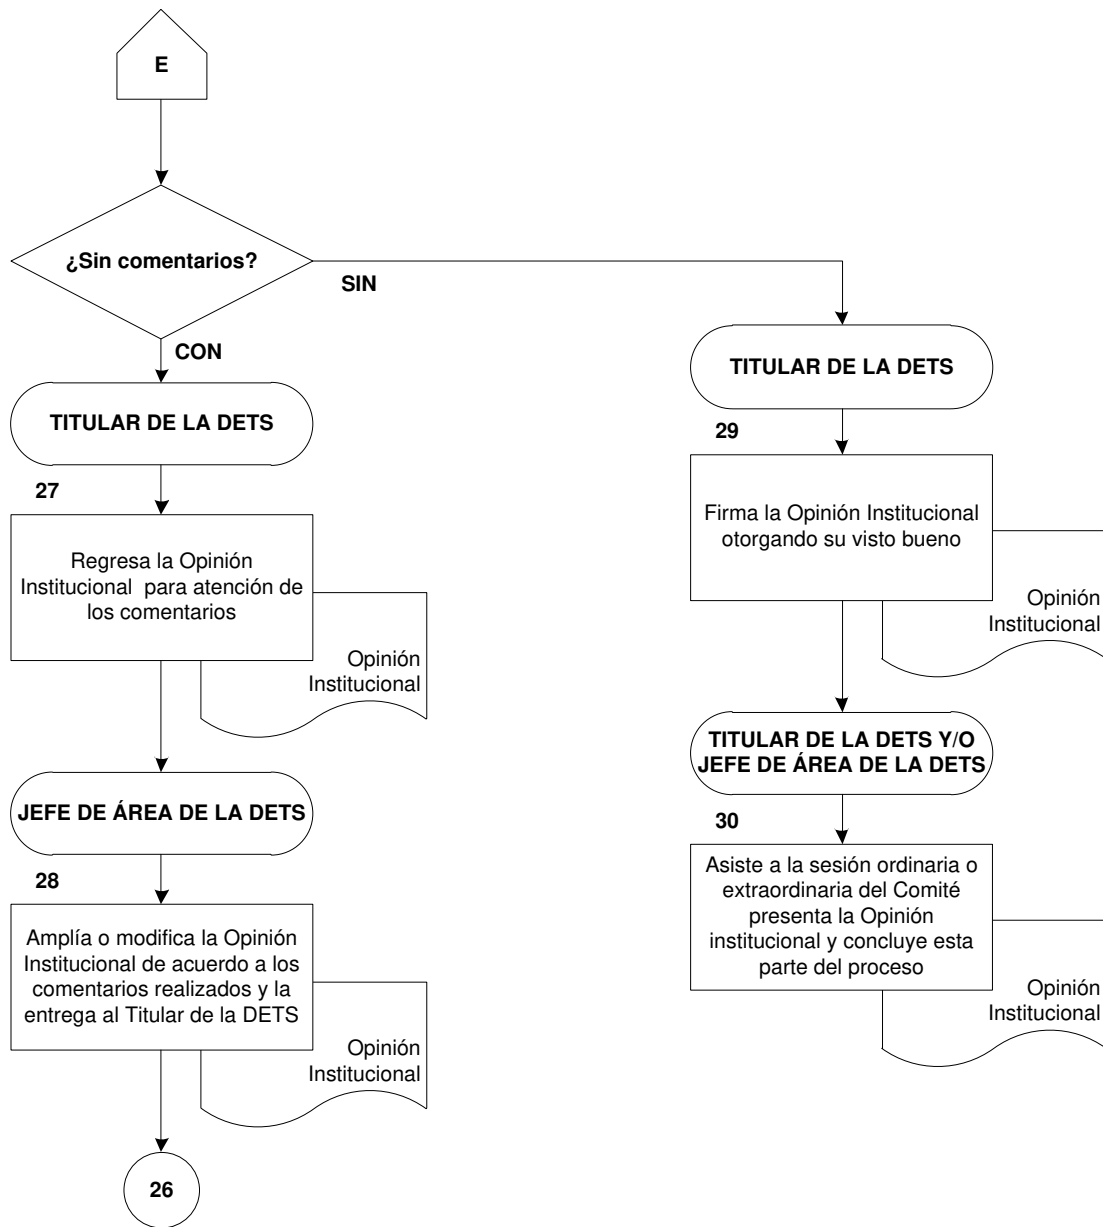 E
¿Sin comentarios?
SIN
CON
TITULAR DE LA DETS
27
Regresa la Opinión
Institucional para atención de
los comentarios
Opinión
Institucional
JEFE DE ÁREA DE LA DETS
28
Amplía o modifica la Opinión
Institucional de acuerdo a los
comentarios realizados y la
entrega al Titular de la DETS
Opinión
Institucional
26
TITULAR DE LA DETS
29
Firma la Opinión Institucional
otorgando su visto bueno
Opinión
Institucional
TITULAR DE LA DETS Y/O
JEFE DE ÁREA DE LA DETS
30
Asiste a la sesión ordinaria o
extraordinaria del Comité
presenta la Opinión
institucional y concluye esta
parte del proceso
Opinión
Institucional